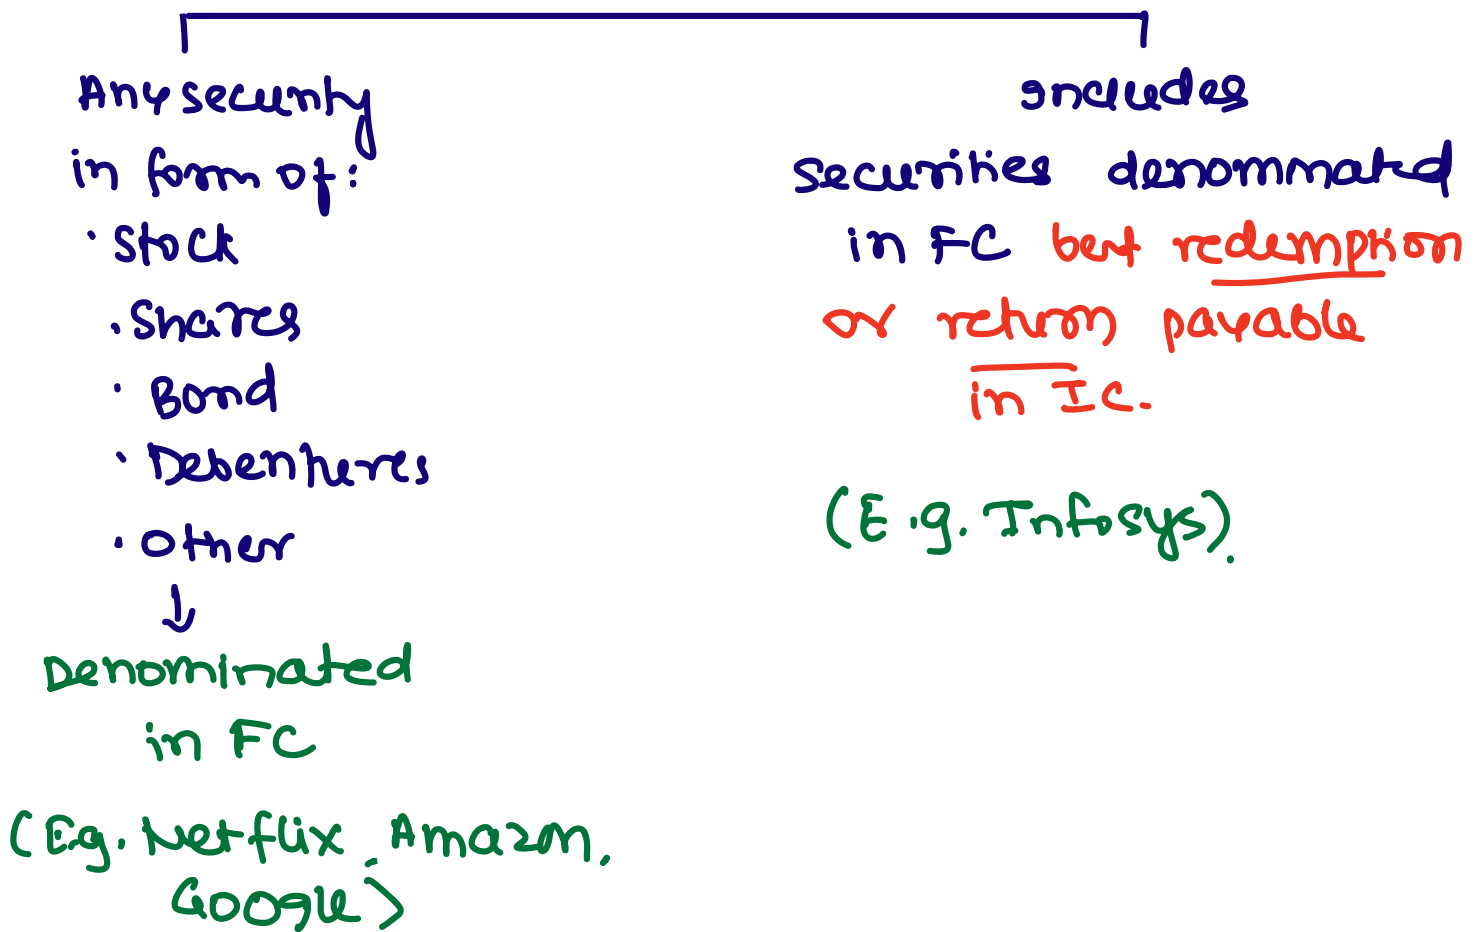 Any security
in form of:
· Stock
· Shares
· Bond
· Debentures
· Other
↓
Denominated
in FC
(Eg. Netflix, Amazon,
Google)
Includes
securities denominated
in FC but redemption
or return payable
in IC.
(E.g. Infosys).